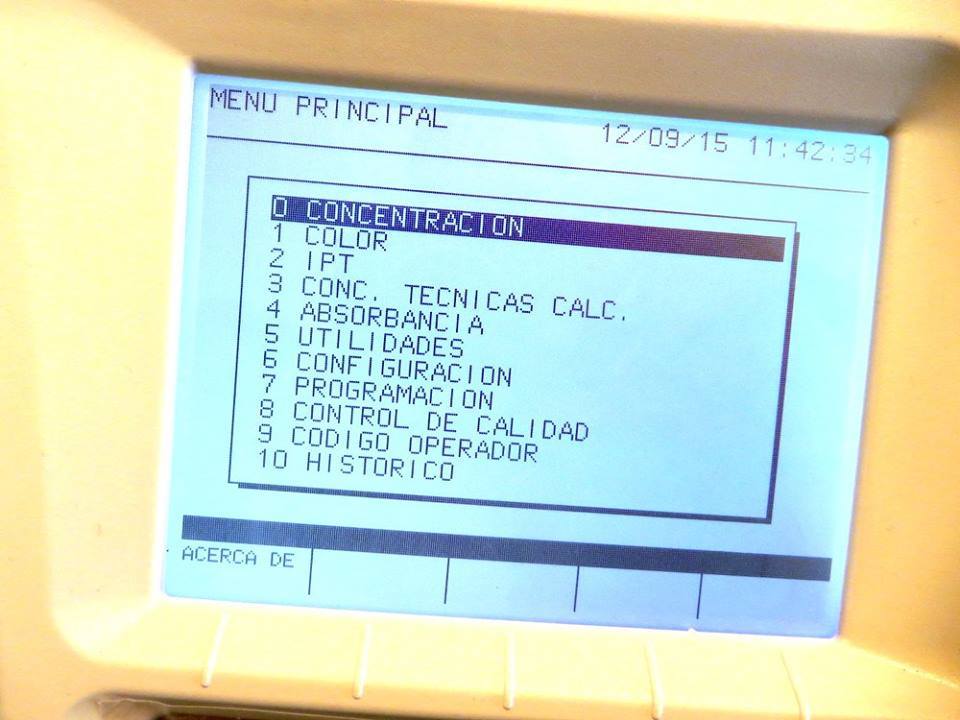 MENU PRINCIPAL
12/09/15 11:42:34
0 CONCENTRACION
1 COLOR
2 IPT
3 CONC. TECNICAS CALC.
4 ABSORBANCIA
5 UTILIDADES
6 CONFIGURACION
7 PROGRAMACION
8 CONTROL DE CALIDAD
9 CODIGO OPERADOR
10 HISTORICO
ACERCA DE